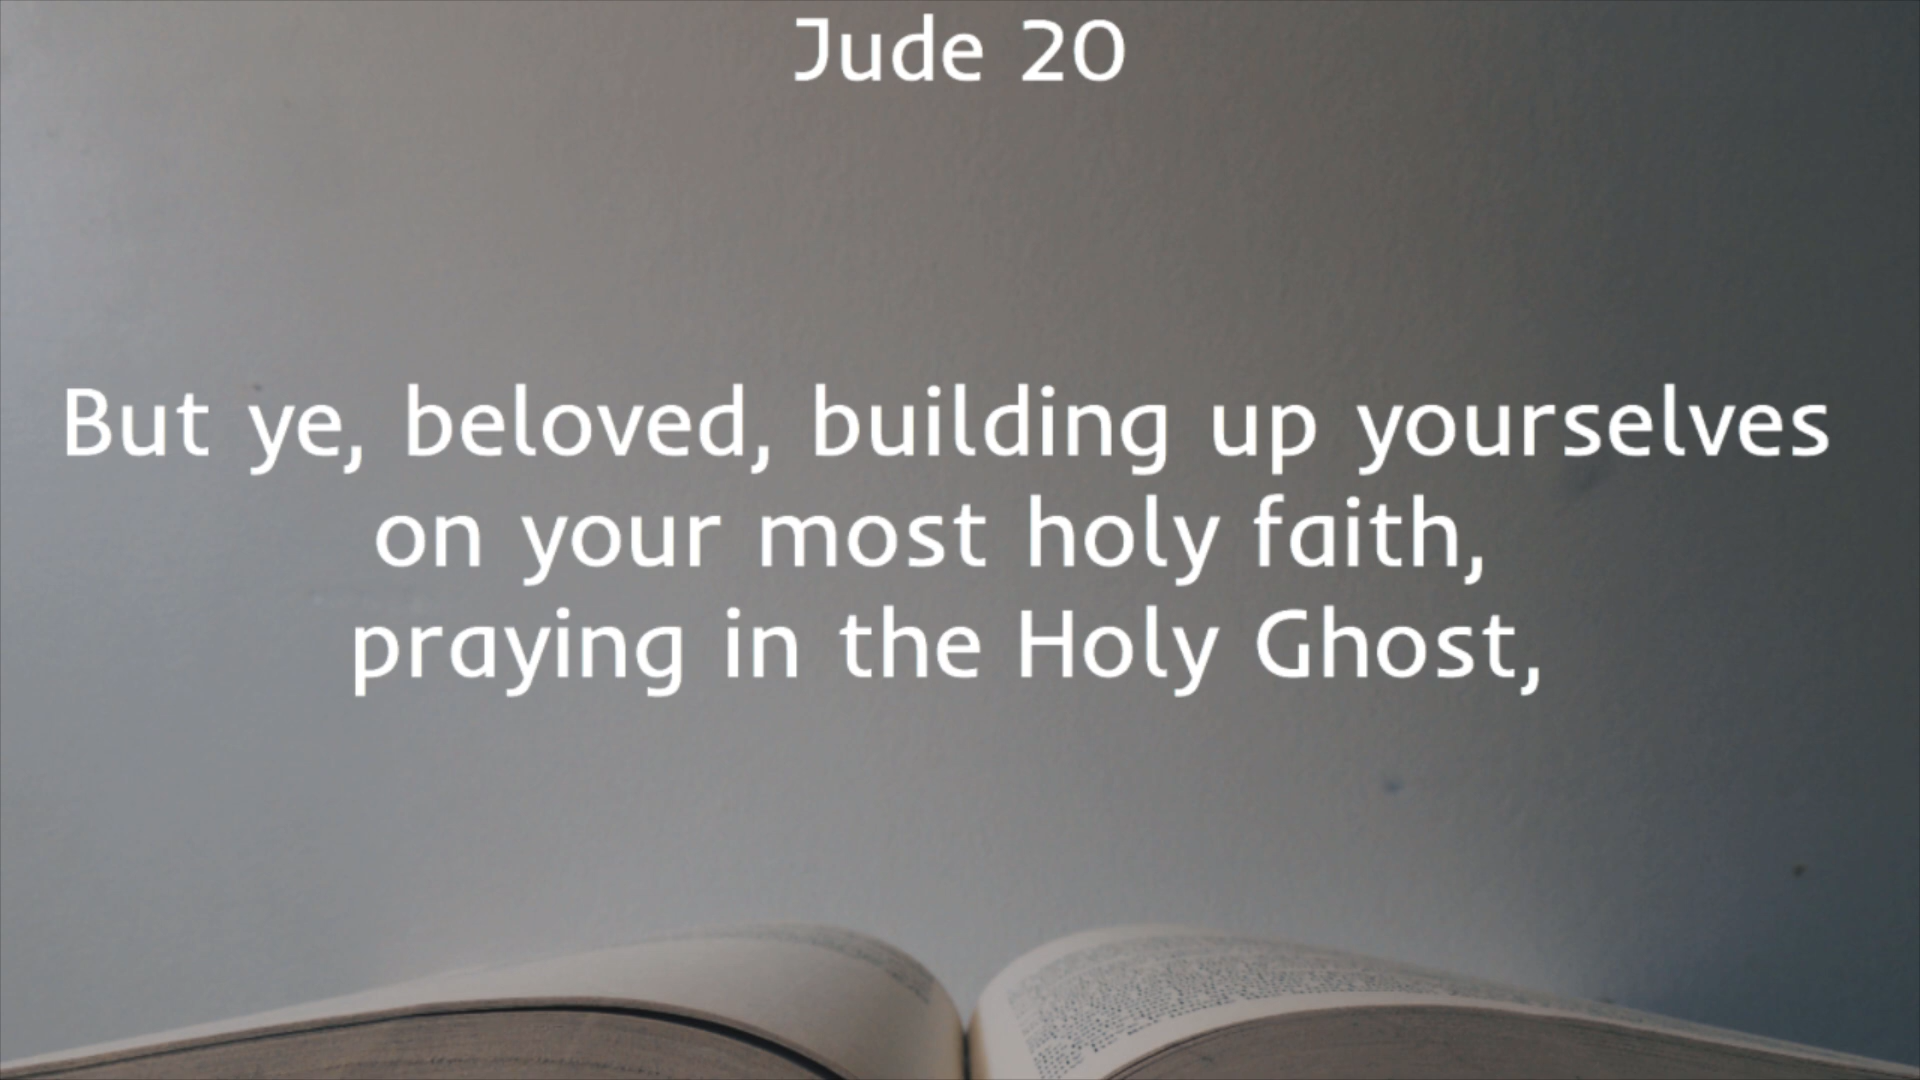 Jude 20
But ye, beloved, building up yourselves
on your most holy faith,
praying in the Holy Ghost,